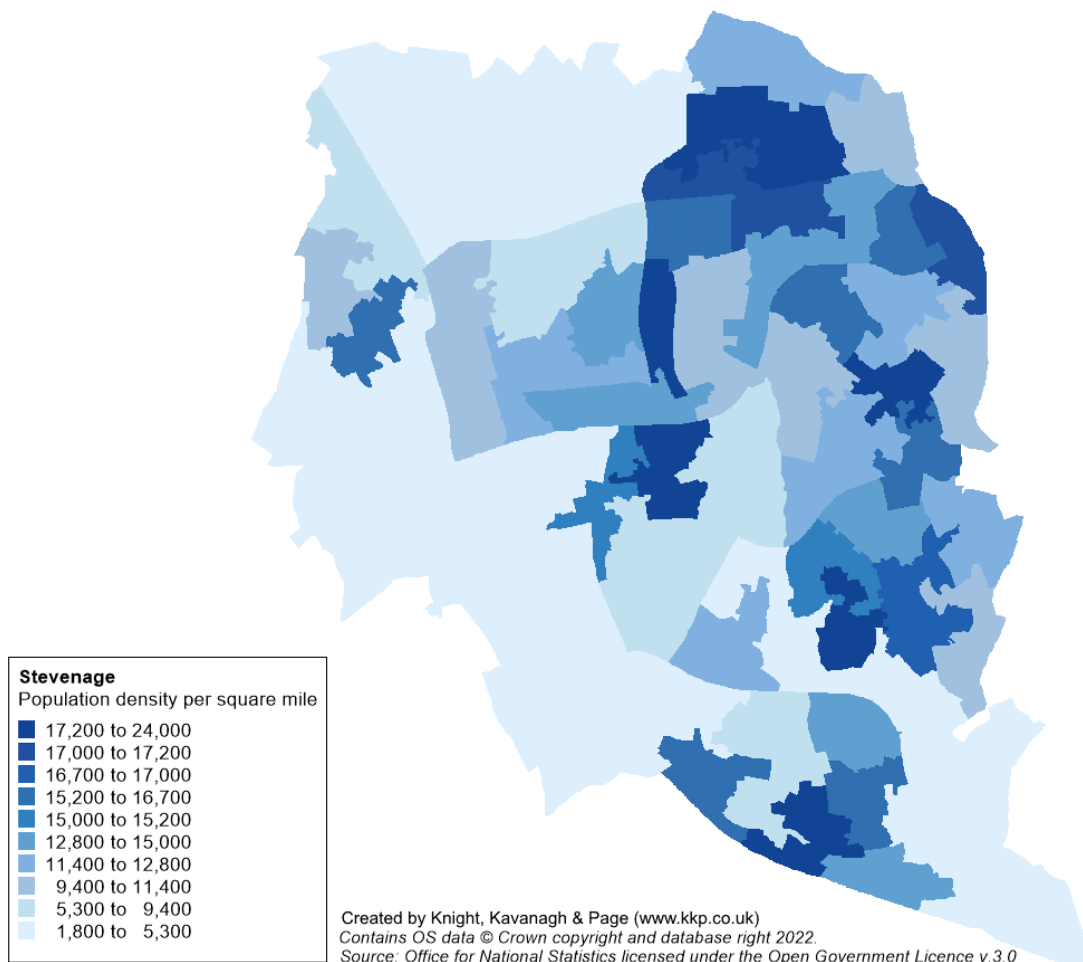 Stevenage
Population density per square mile
17,200 to 24,000
17,000 to 17,200
16,700 to 17,000
15,200 to 16,700
15,000 to 15,200
12,800 to 15,000
11,400 to 12,800
9,400 to 11,400
5,300 to 9,400
1,800 to 5,300
Created by Knight, Kavanagh & Page (www.kkp.co.uk)
Contains OS data © Crown copyright and database right 2022.
Source: Office for National Statistics licensed under the Open Government Licence v.3.0